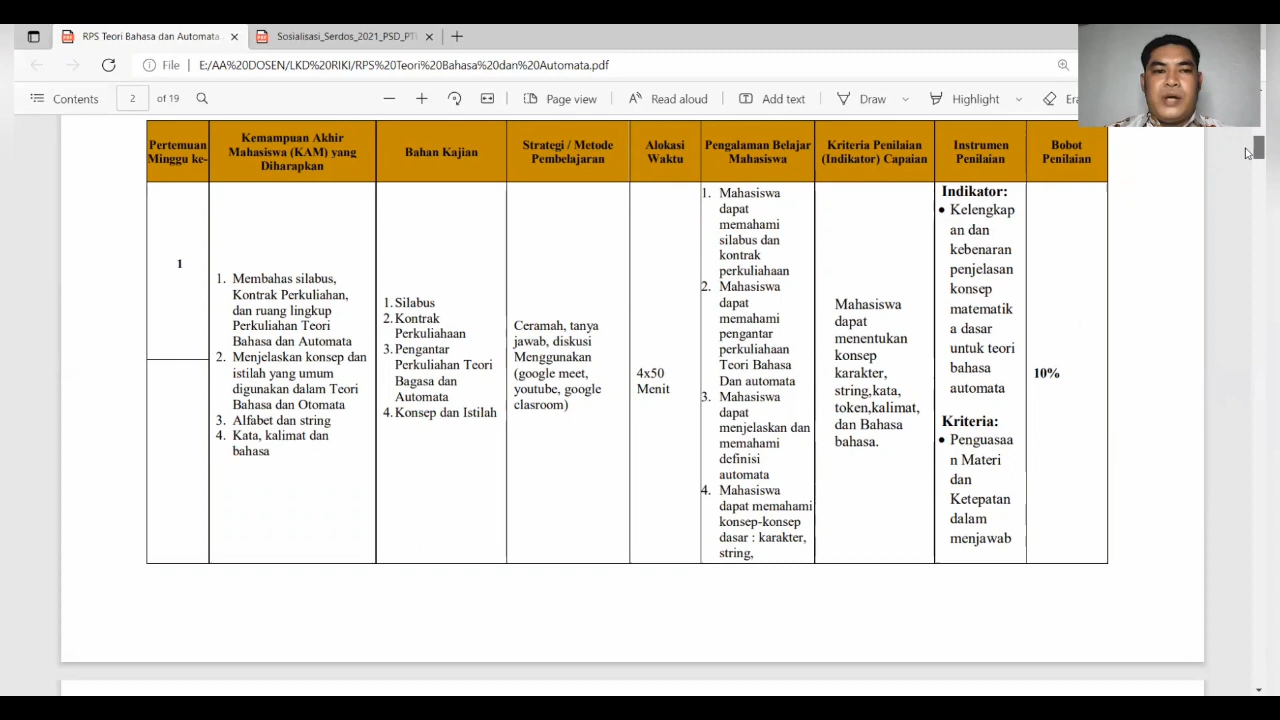 RPS Teori Bahasa dan Automata
Sosialisasi_Serdos_2021_PSD_PT
File
E:/AA%20DOSEN/LKD%20RIKI/RPS%20Teori%20Bahasa%20dan%20Automata.pdf
Contents
2
of 19
Page view
Read aloud
Add text
Draw
Highlight
Era
Pertemuan
Minggu ke-
Kemampuan Akhir
Mahasiswa (KAM) yang
Diharapkan
Bahan Kajian
Strategi / Metode
Pembelajaran
Alokasi
Waktu
Pengalaman Belajar
Mahasiswa
Kriteria Penilaian
(Indikator) Capaian
Instrumen
Penilaian
Bobot
Penilaian
1
1. Membahas silabus,
Kontrak Perkuliahan,
dan ruang lingkup
Perkuliahan Teori
Bahasa dan Automata
2. Menjelaskan konsep dan
istilah yang umum
digunakan dalam Teori
Bahasa dan Otomata
3. Alfabet dan string
4. Kata, kalimat dan
bahasa
1. Silabus
2. Kontrak
Perkuliahaan
3. Pengantar
Perkuliahan Teori
Bagasa dan
Automata
4. Konsep dan Istilah
Ceramah, tanya
jawab, diskusi
Menggunakan
(google meet,
youtube, google
clasroom)
4x50
Menit
1. Mahasiswa
dapat
memahami
silabus dan
kontrak
perkuliahaan
2. Mahasiswa
dapat
memahami
pengantar
perkuliahaan
Teori Bahasa
Dan automata
3. Mahasiswa
dapat
menjelaskan dan
memahami
definisi
automata
4. Mahasiswa
dapat memahami
konsep-konsep
dasar : karakter,
string,
Mahasiswa
dapat
menentukan
konsep
karakter,
string,kata,
token,kalimat,
dan Bahasa
bahasa.
Indikator:
• Kelengkap
an dan
kebenaran
penjelasan
konsep
matematik
a dasar
untuk teori
bahasa
automata
Kriteria:
• Penguasaa
n Materi
dan
Ketepatan
dalam
menjawab
10%